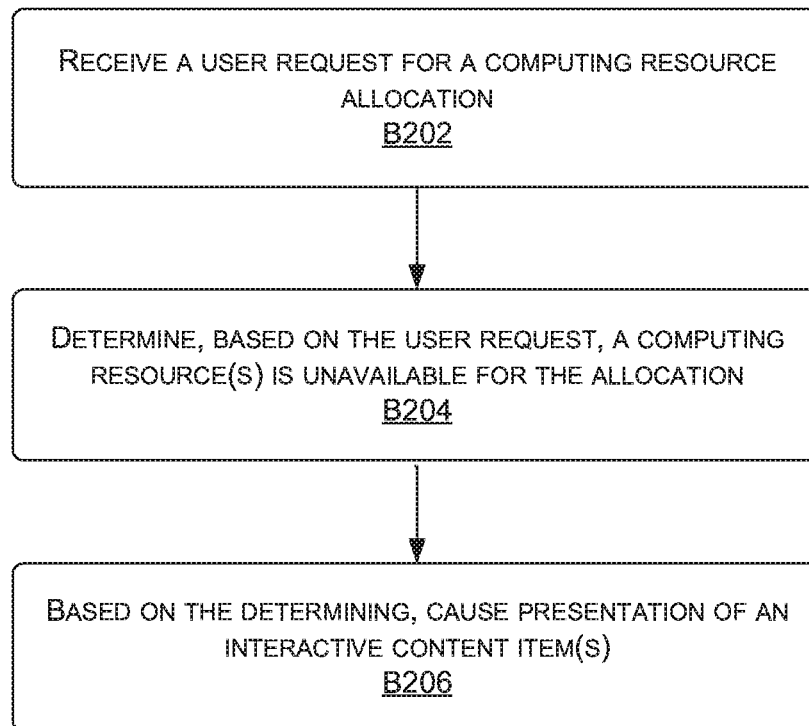 RECEIVE A USER REQUEST FOR A COMPUTING RESOURCE
ALLOCATION
B202
DETERMINE, BASED ON THE USER REQUEST, A COMPUTING
RESOURCE(S) IS UNAVAILABLE FOR THE ALLOCATION
B204
BASED ON THE DETERMINING, CAUSE PRESENTATION OF AN
INTERACTIVE CONTENT ITEM(S)
B206